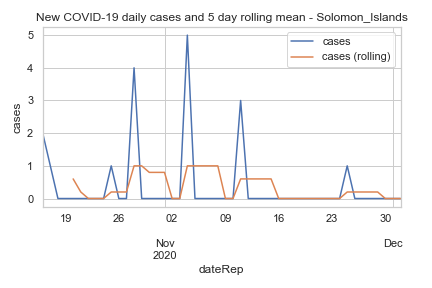 New COVID-19 daily cases and 5 day rolling mean - Solomon_Islands
cases
cases (rolling)
5
4
3
2
1
0
cases
19
26
02
09
16
23
30
Nov
2020
Dec
dateRep